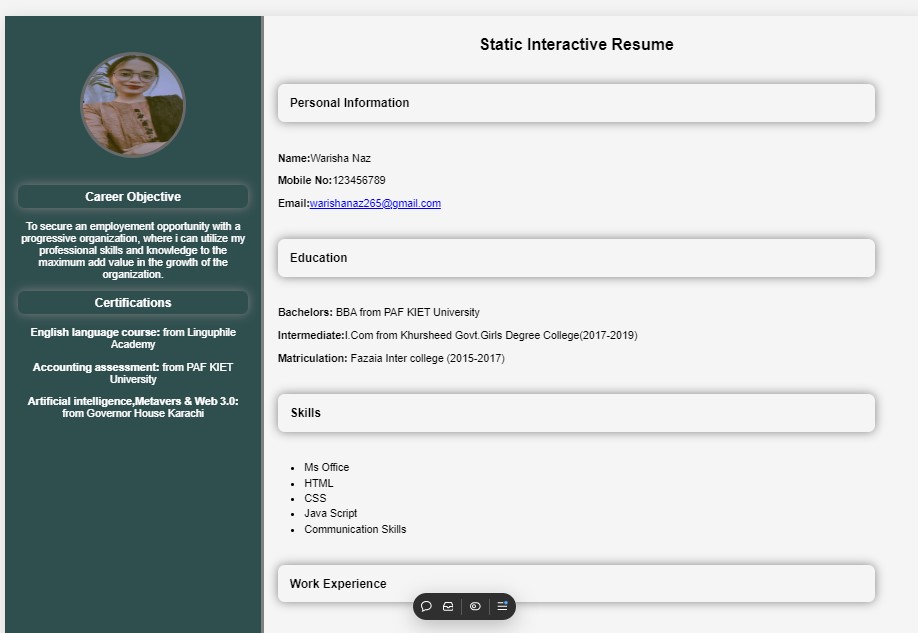 Static Interactive Resume
Career Objective
To secure an employement opportunity with a
progressive organization, where i can utilize my
professional skills and knowledge to the
maximum add value in the growth of the
organization.
Certifications
English language course: from Linguphile
Academy
Accounting assessment: from PAF KIET
University
Artificial intelligence,Metavers & Web 3.0:
from Governor House Karachi
Personal Information
Name:Warisha Naz
Mobile No:123456789
Email:warishanaz265@gmail.com
Education
Bachelors: BBA from PAF KIET University
Intermediate:I.Com from Khursheed Govt.Girls Degree College(2017-2019)
Matriculation: Fazaia Inter college (2015-2017)
Skills
Ms Office
HTML
CSS
Java Script
Communication Skills
Work Experience